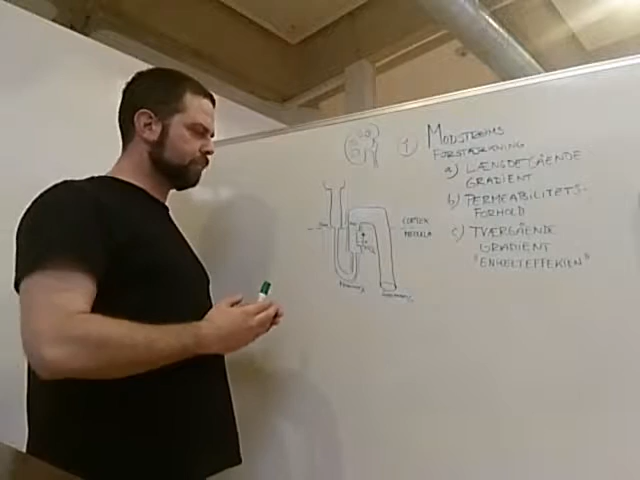 ① MODSTRØMS
FORSTÆRKNING
a) LÆNGDEGÅENDE
GRADIENT
b) PERMEABILITETS-
FORHOLD
c) TVÆRGÅENDE
GRADIENT
"ENKELTEFFEKTEN"
CORTEX
MEDULLA